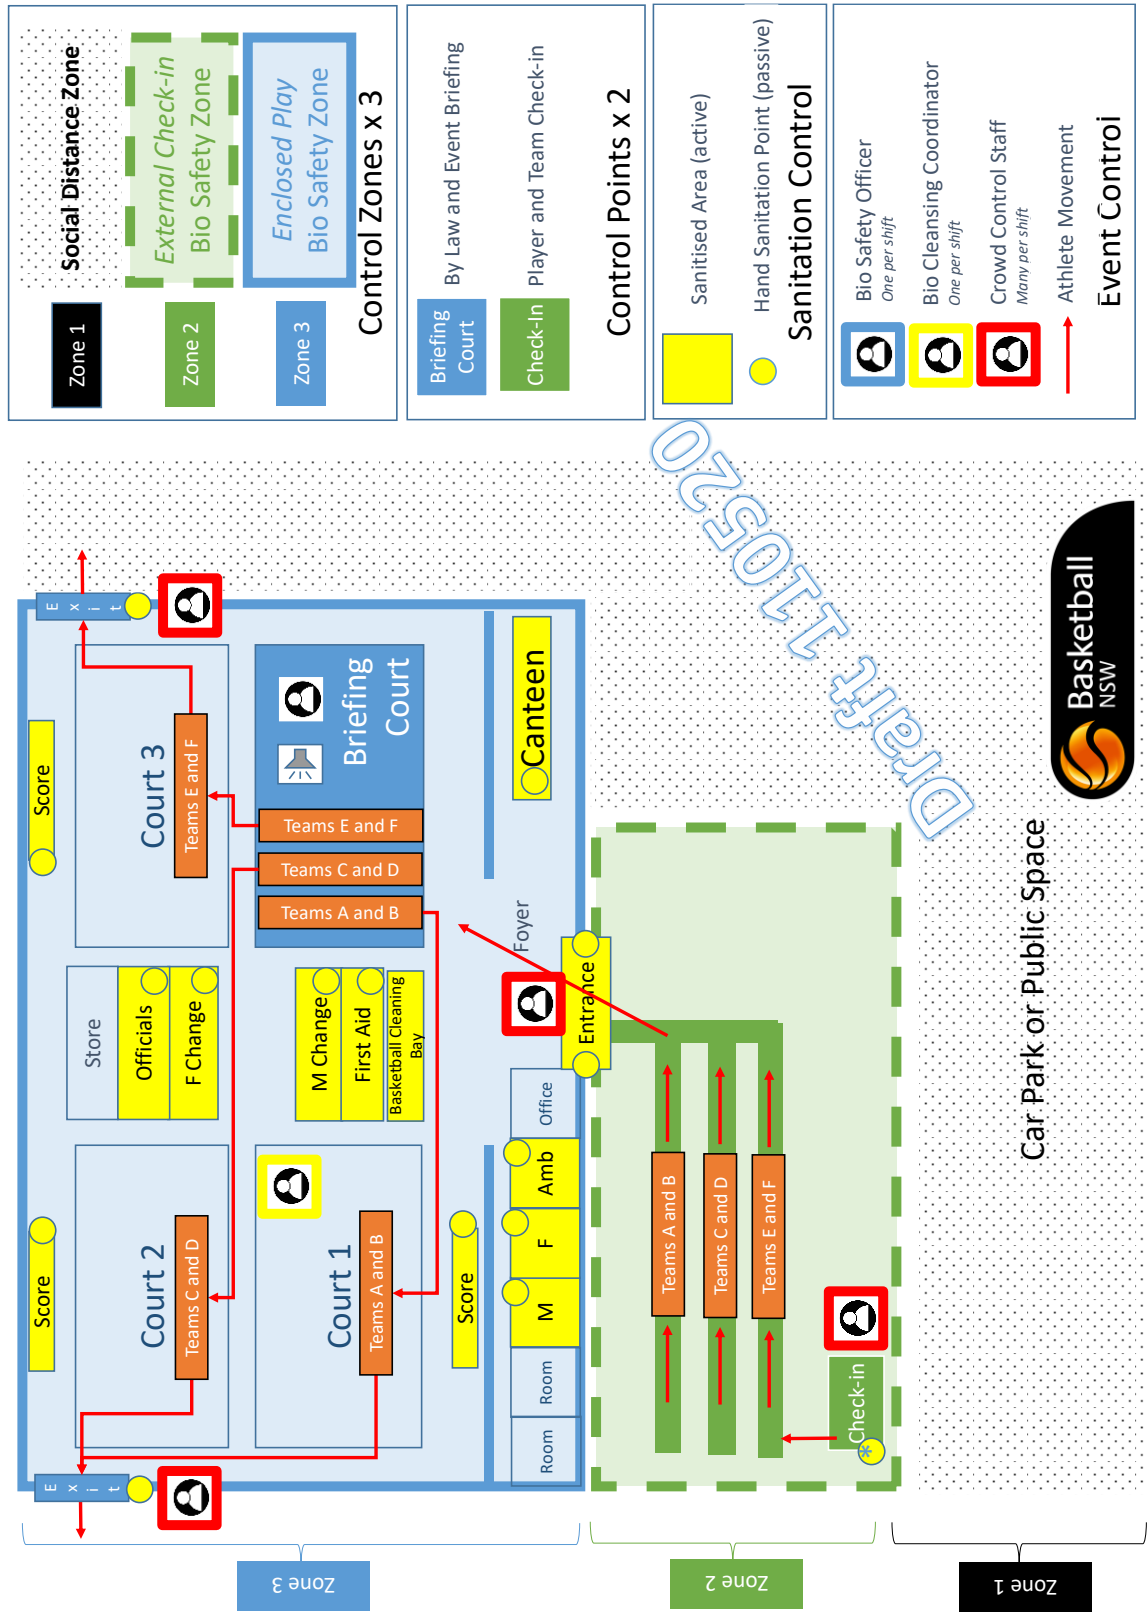 Zone 3
Zone 2
Zone 1
E
x
i
t
Score
Court 2
Teams C and D
Court 1
Teams A and B
Score
Room
Room
M
F
Amb
Office
Store
Officials
F Change
M Change
First Aid
Basketball Cleaning
Bay
Entrance
Foyer
Score
Court 3
Teams E and F
E
x
i
t
Teams A and B
Teams C and D
Teams E and F
Briefing
Court
Canteen
Check-in
*
Teams A and B
Teams C and D
Teams E and F
Car Park or Public Space
Draft 110520
Basketball
NSW
Zone 1
Social Distance Zone
Zone 2
External Check-in
Bio Safety Zone
Zone 3
Enclosed Play
Bio Safety Zone
Control Zones x 3
Briefing
Court
By Law and Event Briefing
Check-In
Player and Team Check-in
Control Points x 2
Sanitised Area (active)
Hand Sanitation Point (passive)
Sanitation Control
Bio Safety Officer
One per shift
Bio Cleansing Coordinator
One per shift
Crowd Control Staff
Many per shift
Athlete Movement
Event Control